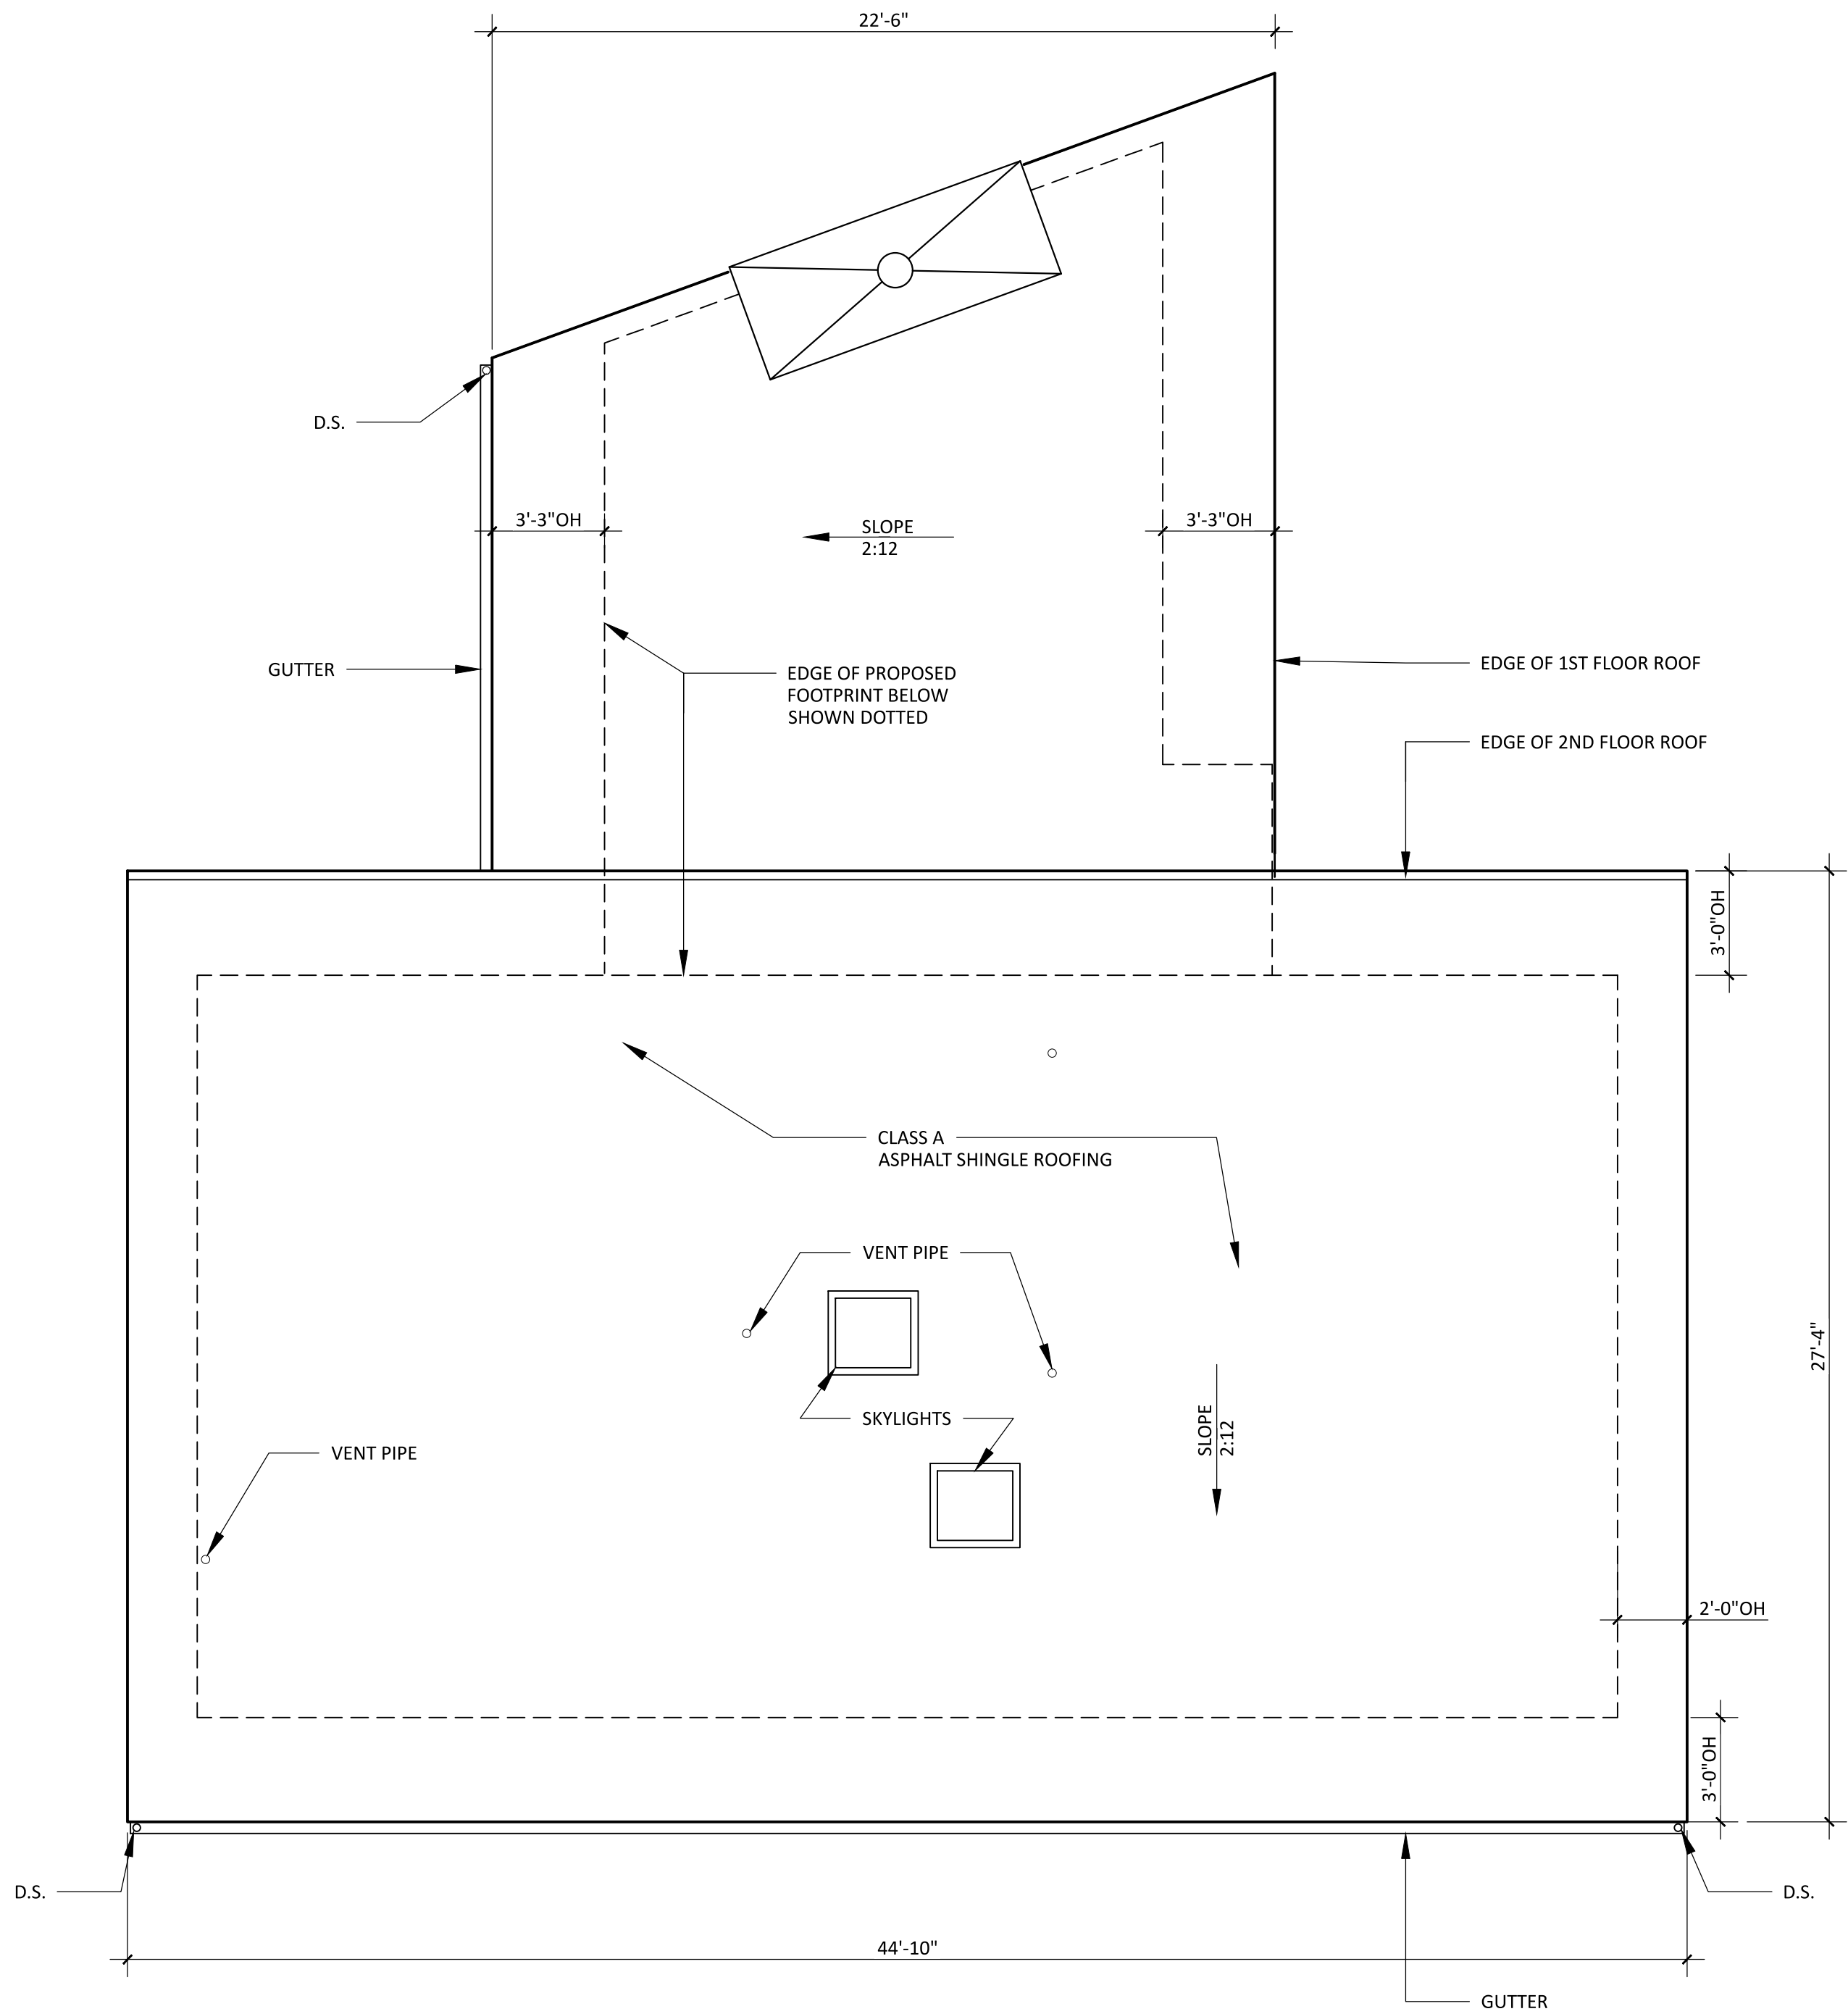 22'-6"
D.S.
3'-3"OH
SLOPE
2:12
3'-3"OH
GUTTER
EDGE OF PROPOSED
FOOTPRINT BELOW
SHOWN DOTTED
EDGE OF 1ST FLOOR ROOF
EDGE OF 2ND FLOOR ROOF
3'-0"OH
CLASS A
ASPHALT SHINGLE ROOFING
VENT PIPE
27'-4"
SKYLIGHTS
SLOPE
2:12
VENT PIPE
2'-0"OH
3'-0"OH
D.S.
D.S.
44'-10"
GUTTER